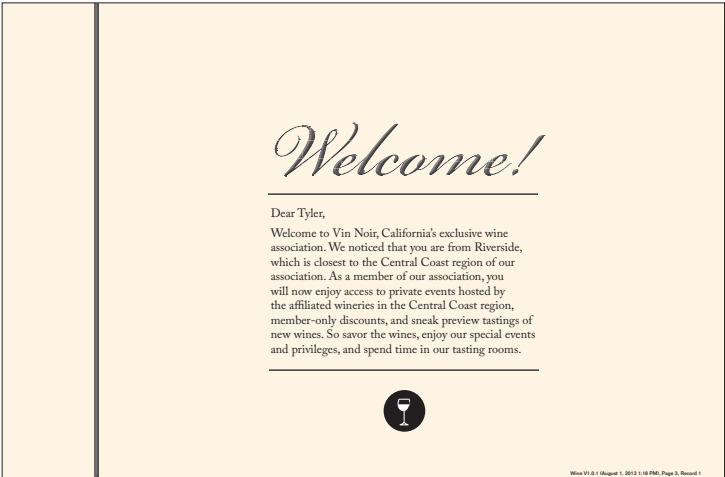 Welcome!
Dear Tyler,
Welcome to Vin Noir, California's exclusive wine
association. We noticed that you are from Riverside,
which is closest to the Central Coast region of our
association. As a member of our association, you
will now enjoy access to private events hosted by
the affiliated wineries in the Central Coast region,
member-only discounts, and sneak preview tastings of
new wines. So savor the wines, enjoy our special events
and privileges, and spend time in our tasting rooms.
Wine V1.0.1 (August 1, 2013 1:18 PM), Page 3, Record 1